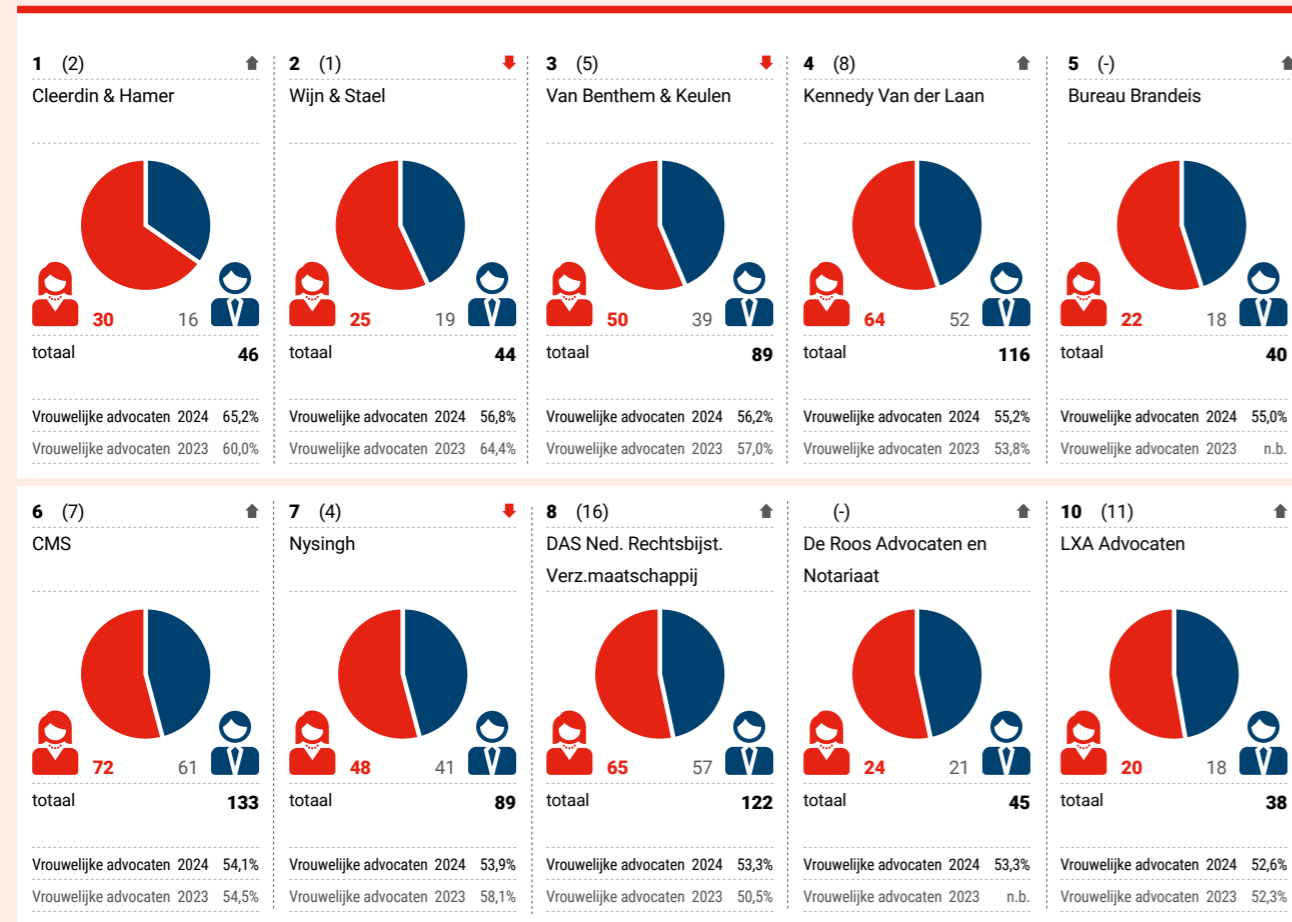 1 (2)
Cleerdin & Hamer
30 16
totaal 46
Vrouwelijke advocaten 2024 65,2%
Vrouwelijke advocaten 2023 60,0%
2 (1)
Wijn & Stael
25 19
totaal 44
Vrouwelijke advocaten 2024 56,8%
Vrouwelijke advocaten 2023 64,4%
3 (5)
Van Benthem & Keulen
50 39
totaal 89
Vrouwelijke advocaten 2024 56,2%
Vrouwelijke advocaten 2023 57,0%
4 (8)
Kennedy Van der Laan
64 52
totaal 116
Vrouwelijke advocaten 2024 55,2%
Vrouwelijke advocaten 2023 53,8%
5 (-)
Bureau Brandeis
22 18
totaal 40
Vrouwelijke advocaten 2024 55,0%
Vrouwelijke advocaten 2023 n.b.
6 (7)
CMS
72 61
totaal 133
Vrouwelijke advocaten 2024 54,1%
Vrouwelijke advocaten 2023 54,5%
7 (4)
Nysingh
48 41
totaal 89
Vrouwelijke advocaten 2024 53,9%
Vrouwelijke advocaten 2023 58,1%
8 (16)
DAS Ned. Rechtsbijst.
Verz.maatschappij
65 57
totaal 122
Vrouwelijke advocaten 2024 53,3%
Vrouwelijke advocaten 2023 50,5%
(-)
De Roos Advocaten en
Notariaat
24 21
totaal 45
Vrouwelijke advocaten 2024 53,3%
Vrouwelijke advocaten 2023 n.b.
10 (11)
LXA Advocaten
20 18
totaal 38
Vrouwelijke advocaten 2024 52,6%
Vrouwelijke advocaten 2023 52,3%